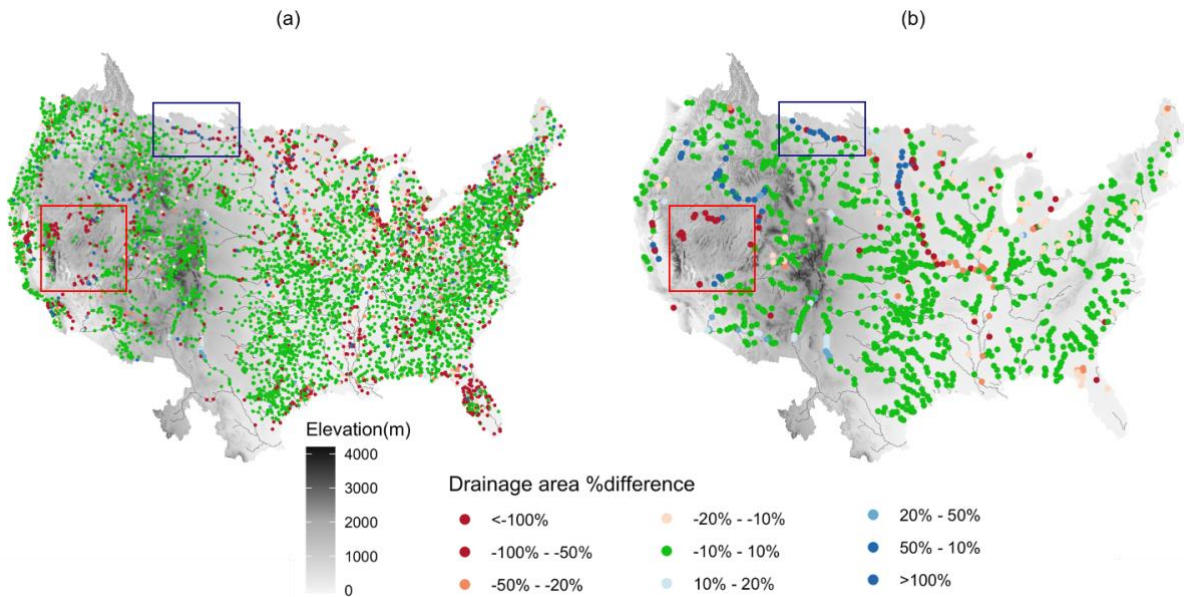 (a)
(b)
Elevation(m)
4000
3000
2000
1000
0
Drainage area %difference
<-100%
-100% - -50%
-50% - -20%
-20% - -10%
-10% - 10%
10% - 20%
20% - 50%
50% - 10%
>100%